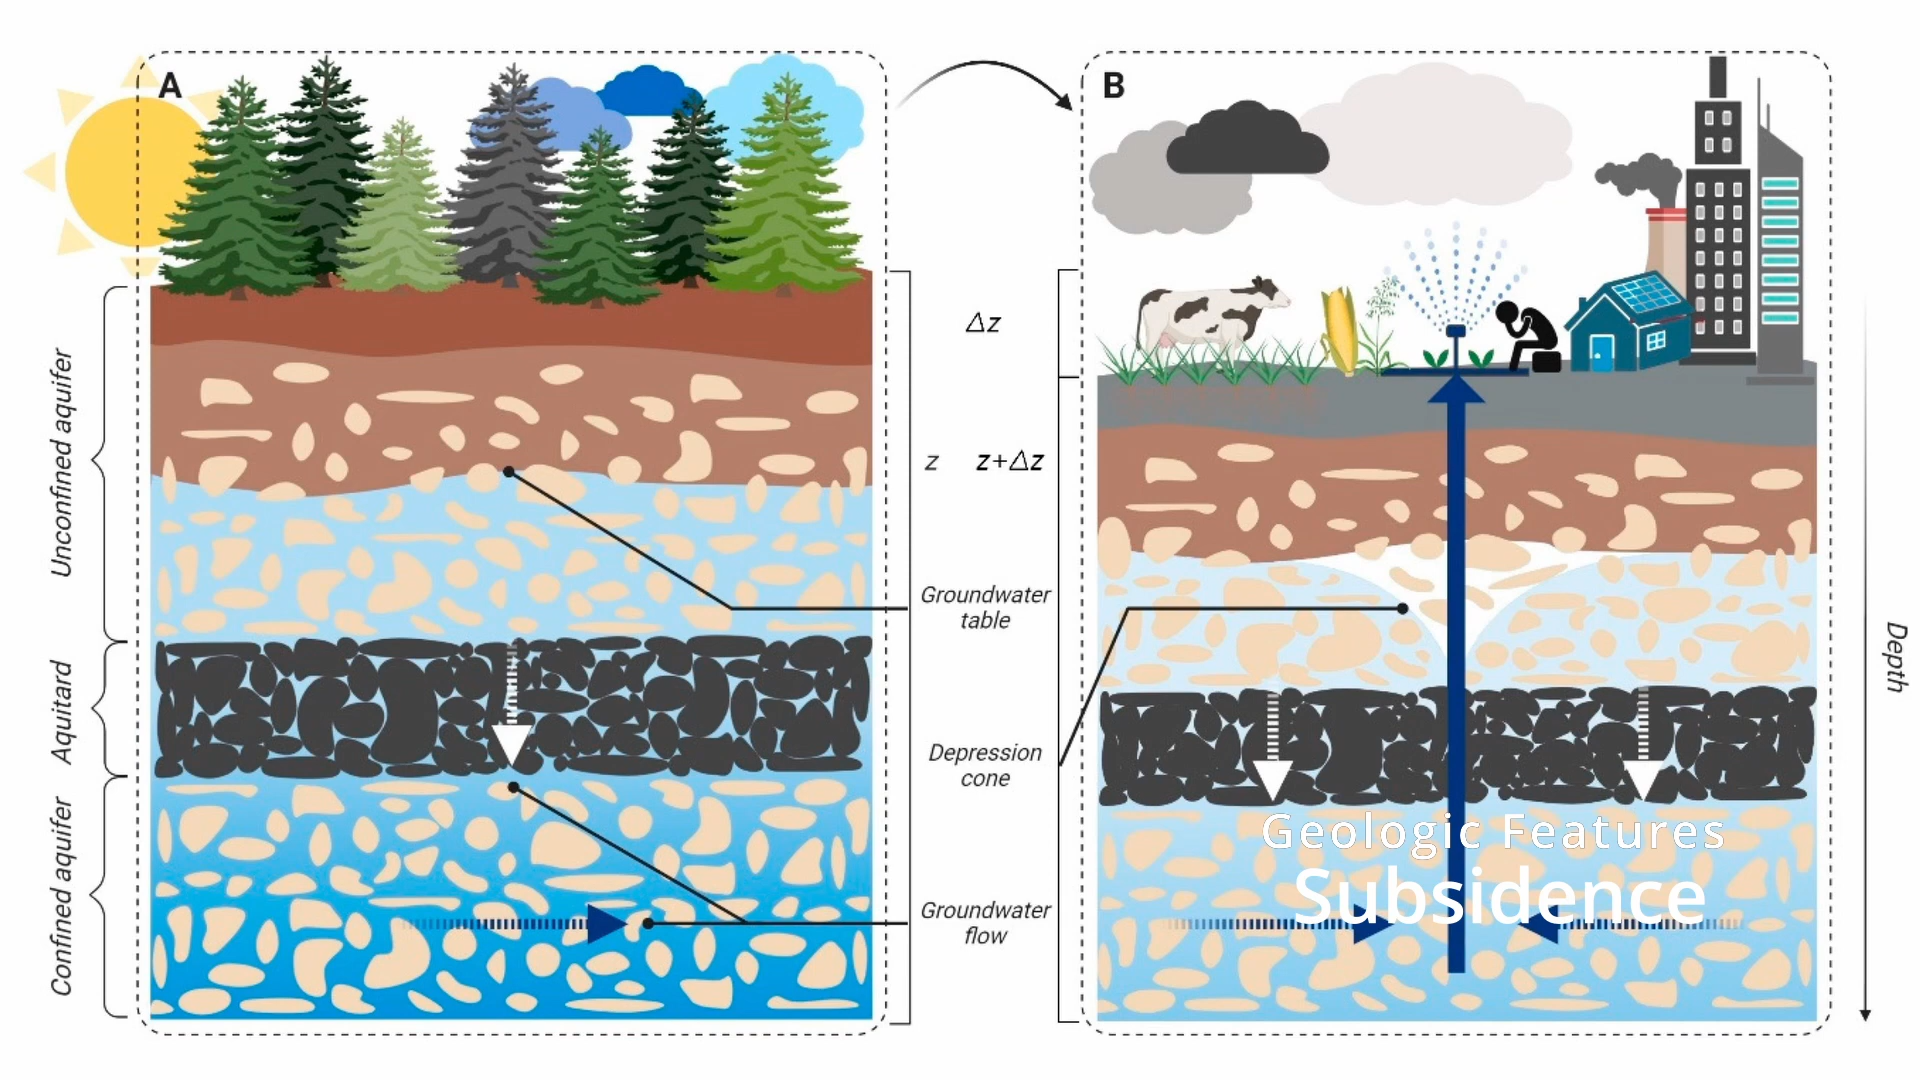 A
B
Δz
z
z+Δz
Unconfined aquifer
Aquitard
Confined aquifer
Groundwater
table
Depression
cone
Groundwater
flow
Depth
Geologic Features
Subsidence